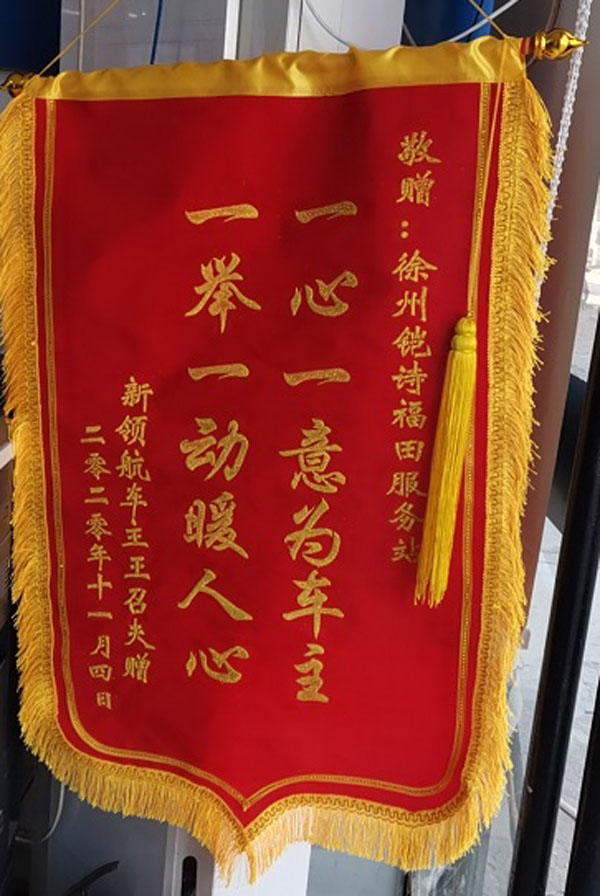 敬赠：徐州铠诗福田服务站
一心一意为车主
一举一动暖人心
新领航车主王召夫赠
二零二零年十一月四日